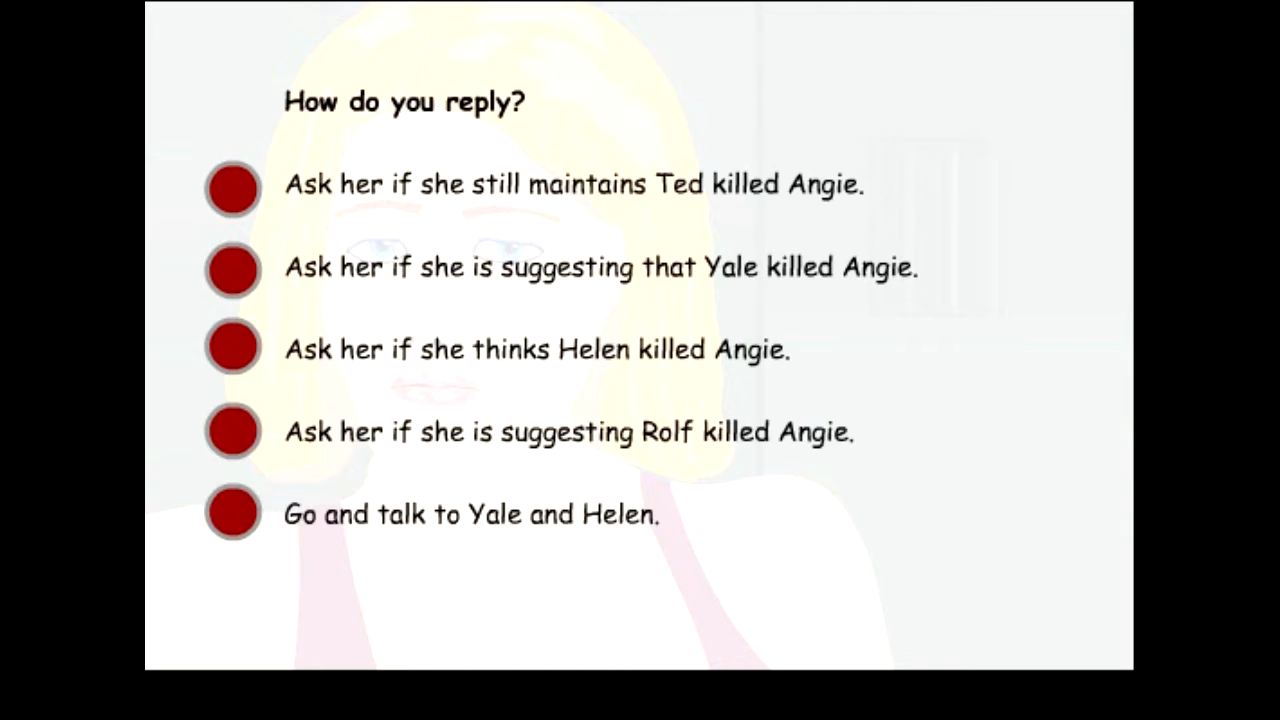 How do you reply?
Ask her if she still maintains Ted killed Angie.
Ask her if she is suggesting that Yale killed Angie.
Ask her if she thinks Helen killed Angie.
Ask her if she is suggesting Rolf killed Angie.
Go and talk to Yale and Helen.